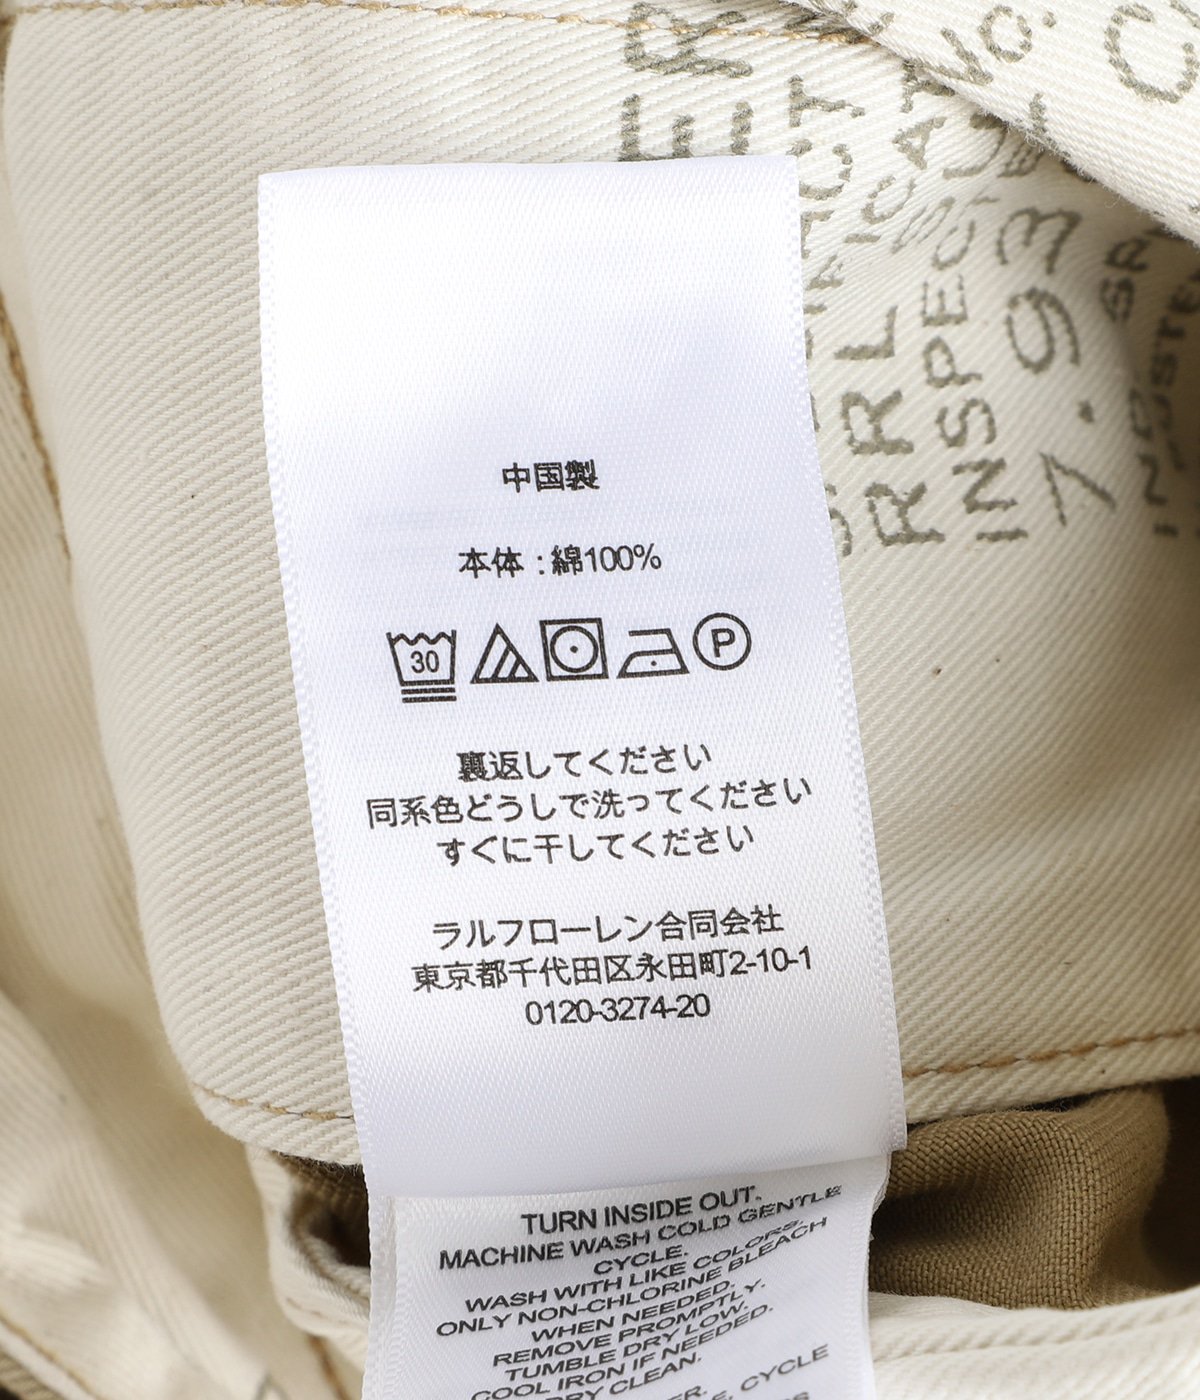 中国製
本体 : 綿100%
30
P
裏返してください
同系色どうしで洗ってください
すぐに干してください
ラルフローレン合同会社
東京都千代田区永田町2-10-1
0120-3274-20
TURN INSIDE OUT.
MACHINE WASH COLD GENTLE
CYCLE.
WASH WITH LIKE COLORS.
ONLY NON-CHLORINE BLEACH
WHEN NEEDED.
REMOVE PROMPTLY.
TUMBLE DRY LOW.
COOL IRON IF NEEDED.
DRY CLEAN.
CYCLE
No.
RRL
7.93